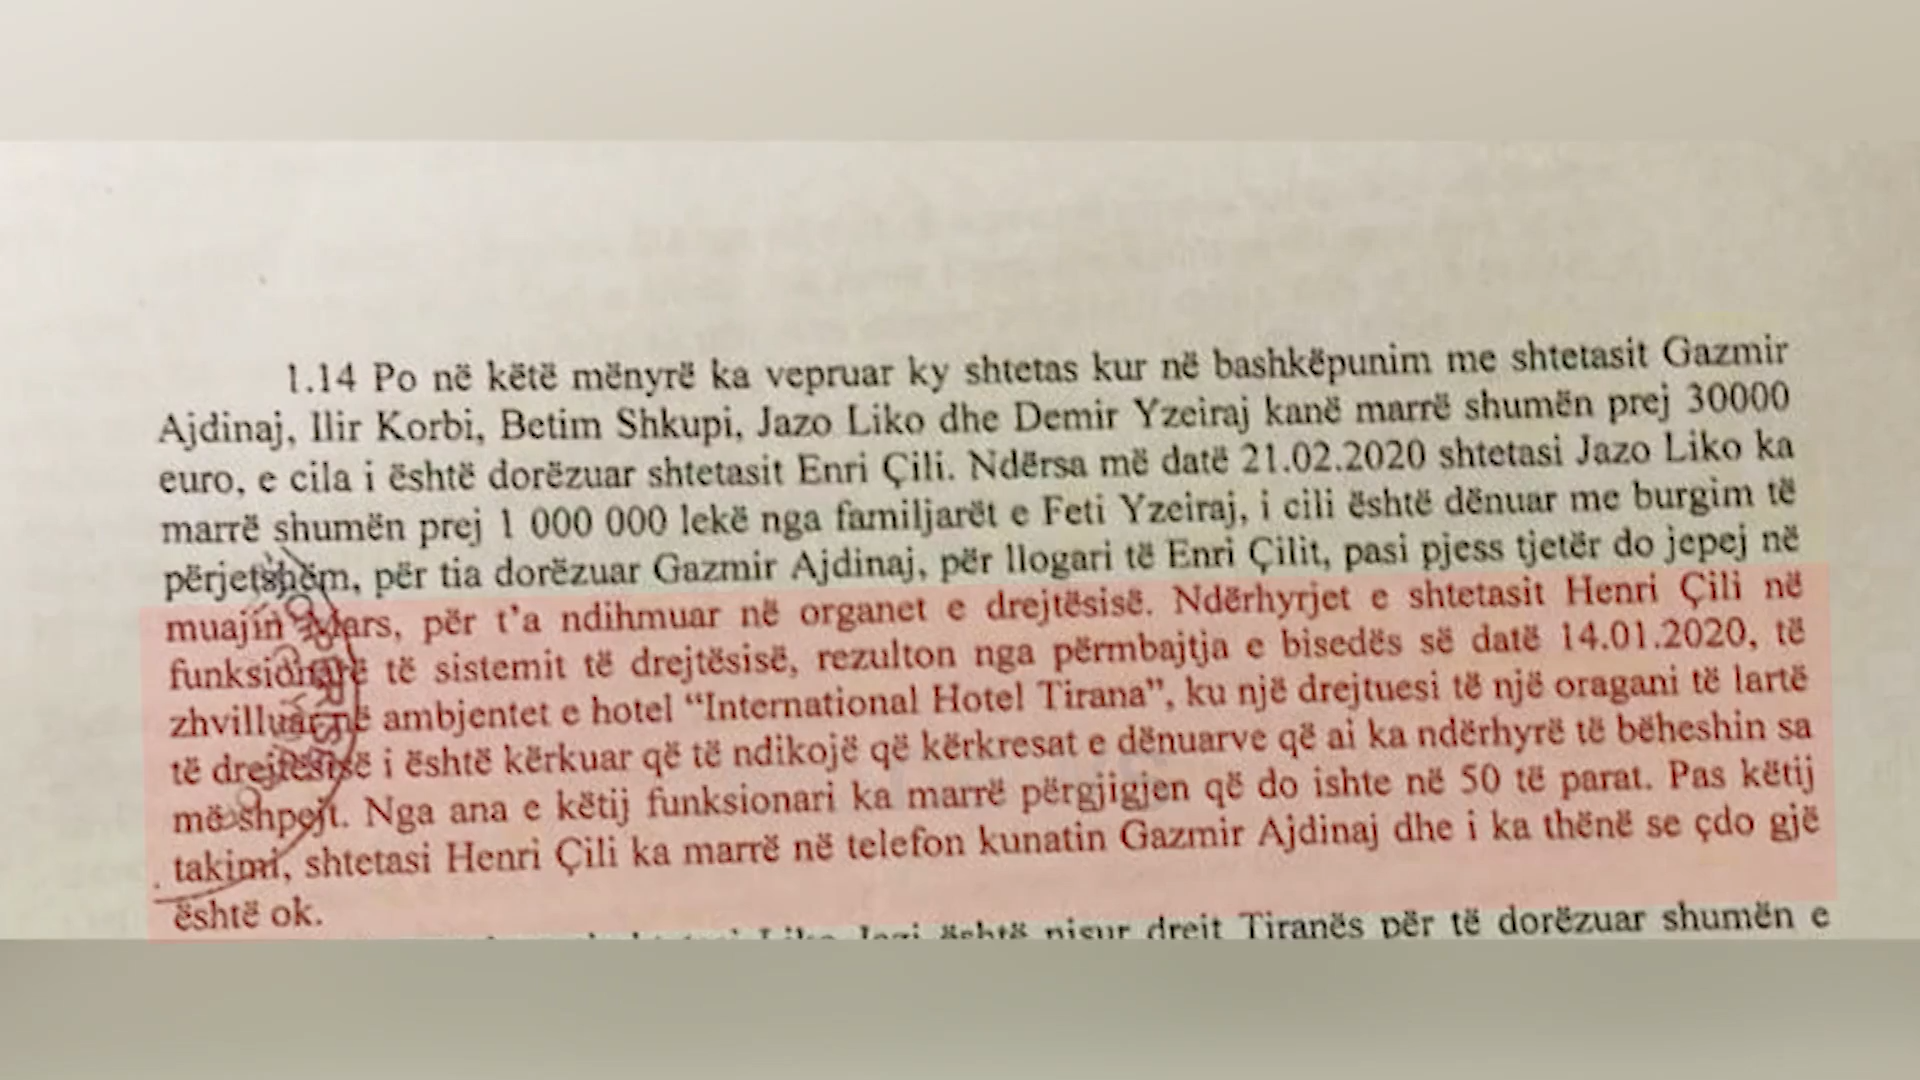 1.14 Po në këtë mënyrë ka vepruar ky shtetas kur në bashkëpunim me shtetasit Gazmir
Ajdinaj, Ilir Korbi, Betim Shkupi, Jazo Liko dhe Demir Yzeiraj kanë marrë shumën prej 30000
euro, e cila i është dorëzuar shtetasit Enri Çili. Ndërsa më datë 21.02.2020 shtetasi Jazo Liko ka
marrë shumën prej 1 000 000 lekë nga familjarët e Feti Yzeiraj, i cili është dënuar me burgim të
përjetshëm, për tia dorëzuar Gazmir Ajdinaj, për llogari të Enri Çilit, pasi pjess tjetër do jepej në
muajin Mars, për t’a ndihmuar në organet e drejtësisë. Ndërhyrjet e shtetasit Henri Çili në
funksionarë të sistemit të drejtësisë, rezulton nga përmbajtja e bisedës së datë 14.01.2020, të
zhvilluar në ambjentet e hotel “International Hotel Tirana”, ku një drejtuesi të një oragani të lartë
të drejtësisë i është kërkuar që të ndikojë që kërkresat e dënuarve që ai ka ndërhyrë të bëheshin sa
më shpejt. Nga ana e këtij funksionari ka marrë përgjigjen që do ishte në 50 të parat. Pas këtij
takimi, shtetasi Henri Çili ka marrë në telefon kunatin Gazmir Ajdinaj dhe i ka thënë se çdo gjë
është ok.
është nisur drejt Tiranës për të dorëzuar shumën e